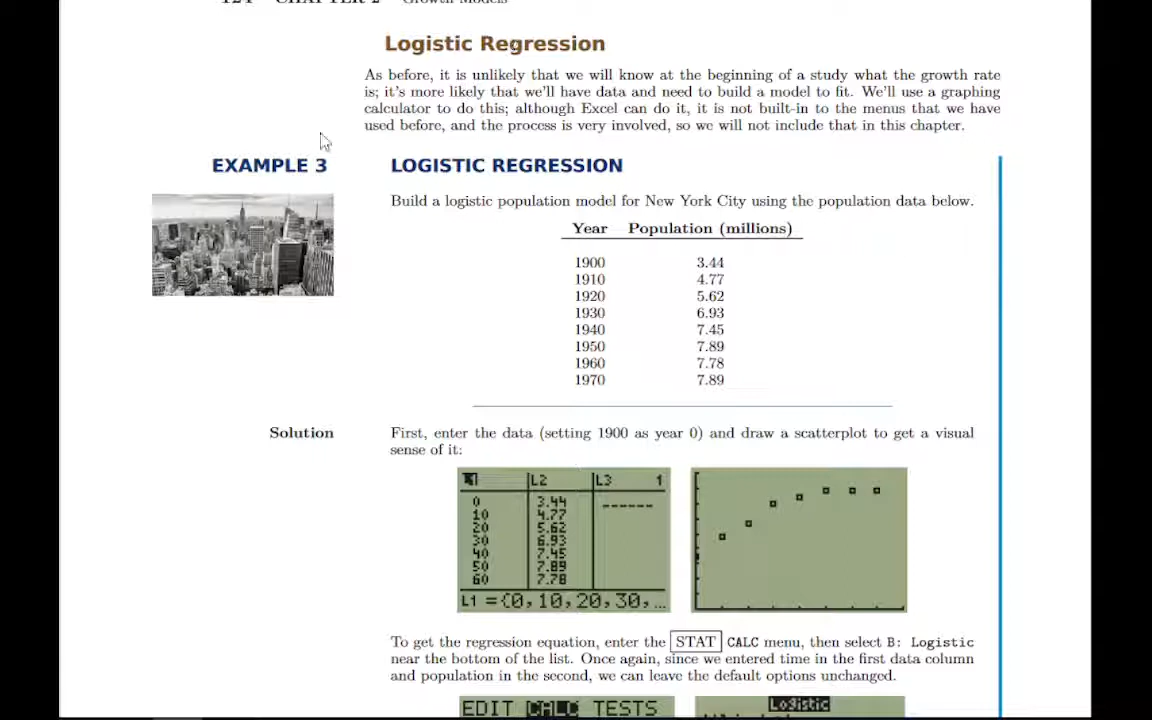 124 CHAPTER 2 Growth Models
Logistic Regression
As before, it is unlikely that we will know at the beginning of a study what the growth rate
is; it's more likely that we'll have data and need to build a model to fit. We'll use a graphing
calculator to do this; although Excel can do it, it is not built-in to the menus that we have
used before, and the process is very involved, so we will not include that in this chapter.
EXAMPLE 3 LOGISTIC REGRESSION
Build a logistic population model for New York City using the population data below.
Year Population (millions)
1900 3.44
1910 4.77
1920 5.62
1930 6.93
1940 7.45
1950 7.89
1960 7.78
1970 7.89
Solution First, enter the data (setting 1900 as year 0) and draw a scatterplot to get a visual
sense of it:
L2 L3 1
0 3.44 ------
10 4.77
20 5.62
30 6.93
40 7.45
50 7.89
60 7.78
L1 ={0,10,20,30,...
To get the regression equation, enter the STAT CALC menu, then select B: Logistic
near the bottom of the list. Once again, since we entered time in the first data column
and population in the second, we can leave the default options unchanged.
EDIT CALC TESTS Logistic